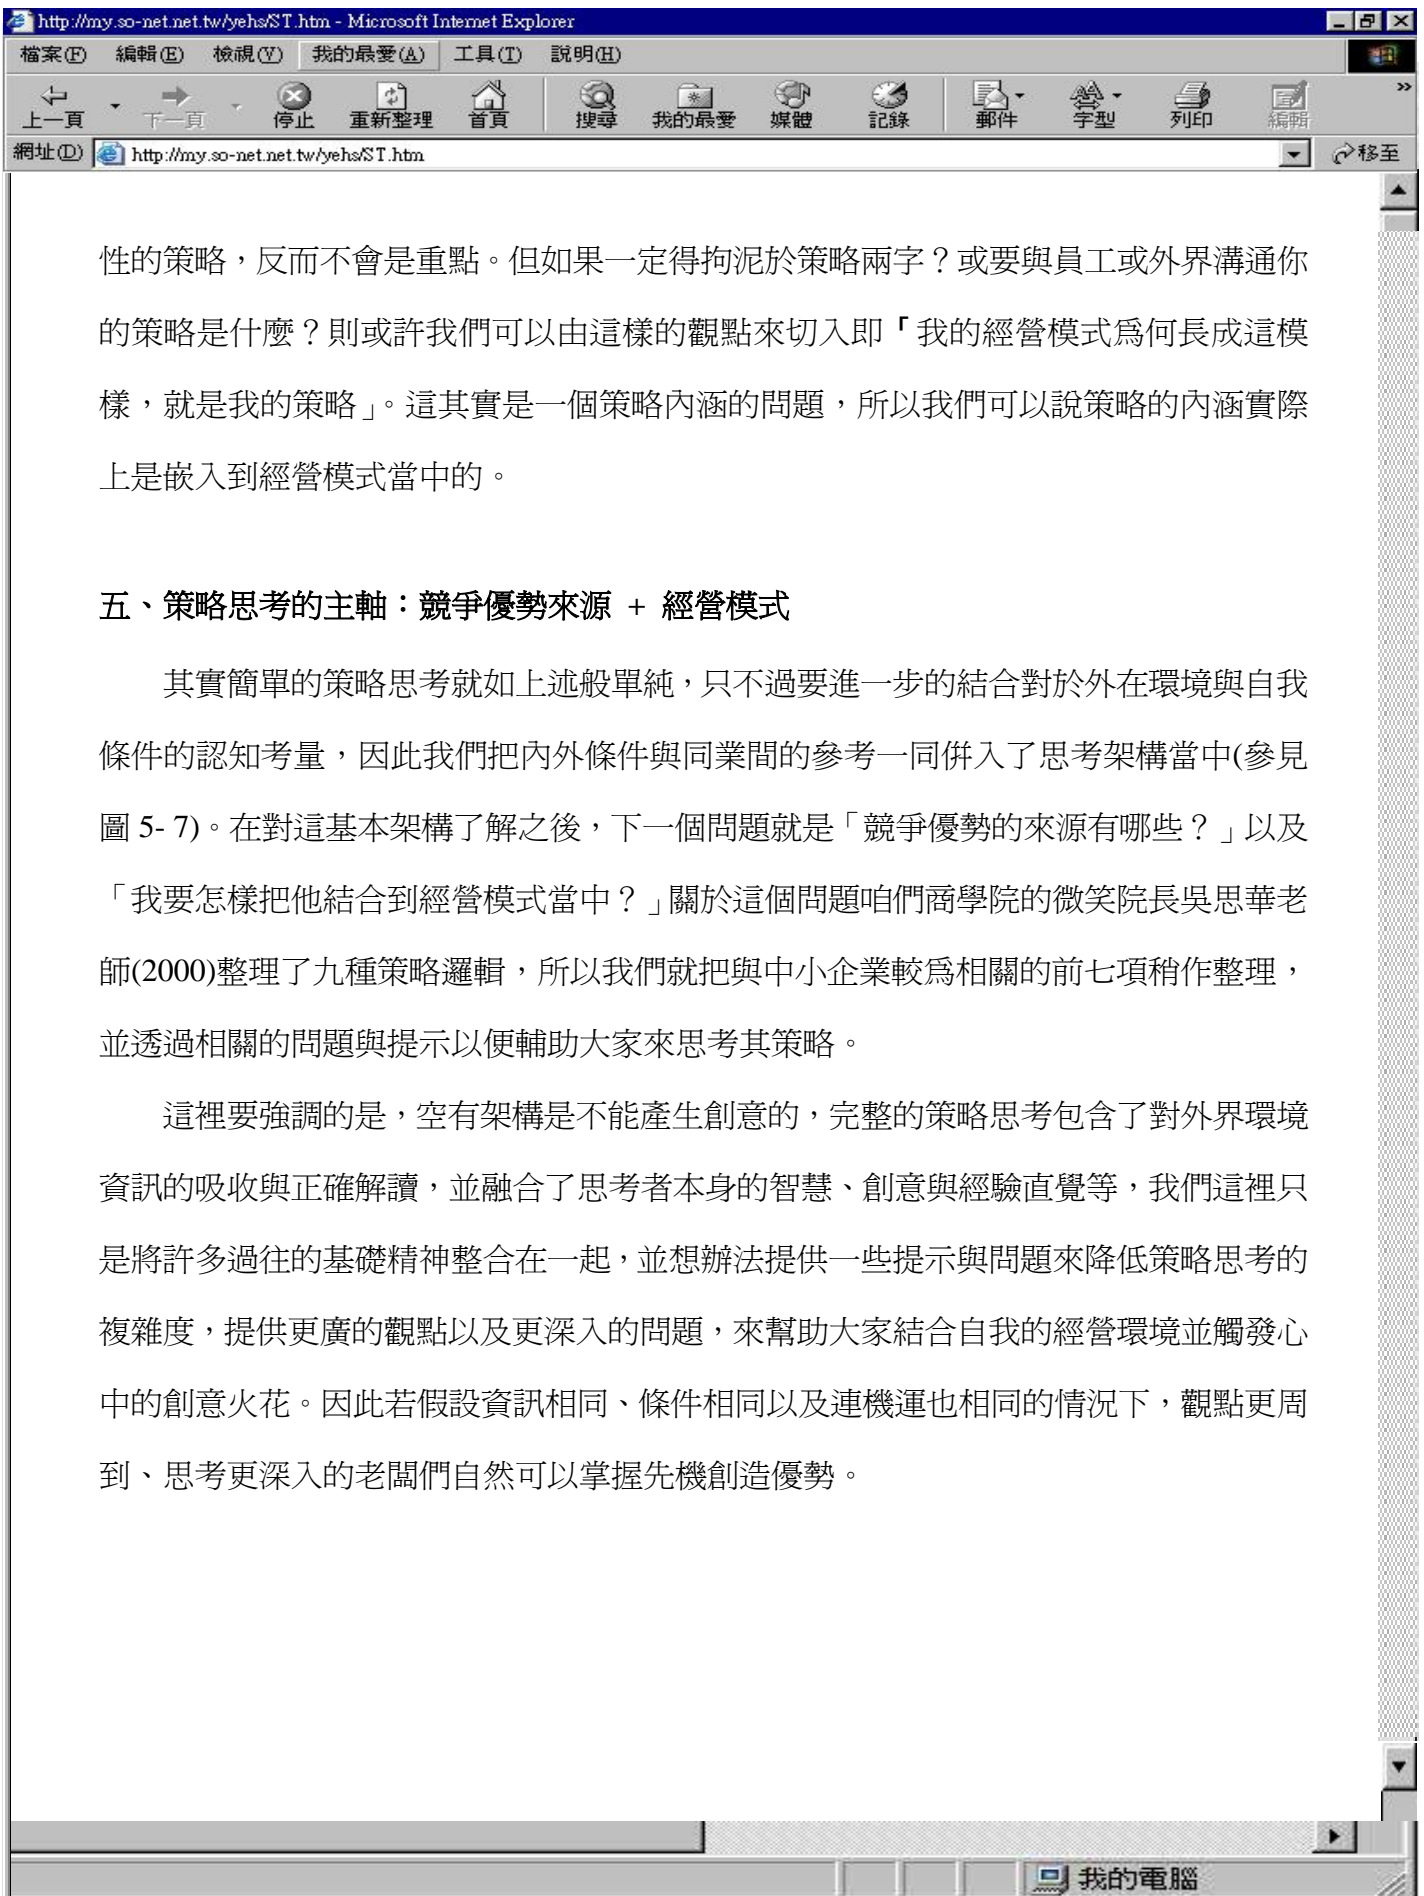 http://my.so-net.net.tw/yehs/ST.htm - Microsoft Internet Explorer
檔案(F) 編輯(E) 檢視(V) 我的最愛(A) 工具(T) 說明(H)
上一頁 下一頁 停止 重新整理 首頁 搜尋 我的最愛 媒體 記錄 郵件 字型 列印 編輯 »
網址(D) http://my.so-net.net.tw/yehs/ST.htm 移至
性的策略，反而不會是重點。但如果一定得拘泥於策略兩字？或要與員工或外界溝通你
的策略是什麼？則或許我們可以由這樣的觀點來切入即「我的經營模式為何長成這模
樣，就是我的策略」。這其實是一個策略內涵的問題，所以我們可以說策略的內涵實際
上是嵌入到經營模式當中的。
五、策略思考的主軸：競爭優勢來源 + 經營模式
其實簡單的策略思考就如上述般單純，只不過要進一步的結合對於外在環境與自我
條件的認知考量，因此我們把內外條件與同業間的參考一同併入了思考架構當中(參見
圖 5- 7)。在對這基本架構了解之後，下一個問題就是「競爭優勢的來源有哪些？」以及
「我要怎樣把他結合到經營模式當中？」關於這個問題咱們商學院的微笑院長吳思華老
師(2000)整理了九種策略邏輯，所以我們就把與中小企業較為相關的前七項稍作整理，
並透過相關的問題與提示以便輔助大家來思考其策略。
這裡要強調的是，空有架構是不能產生創意的，完整的策略思考包含了對外界環境
資訊的吸收與正確解讀，並融合了思考者本身的智慧、創意與經驗直覺等，我們這裡只
是將許多過往的基礎精神整合在一起，並想辦法提供一些提示與問題來降低策略思考的
複雜度，提供更廣的觀點以及更深入的問題，來幫助大家結合自我的經營環境並觸發心
中的創意火花。因此若假設資訊相同、條件相同以及連機運也相同的情況下，觀點更周
到、思考更深入的老闆們自然可以掌握先機創造優勢。
我的電腦